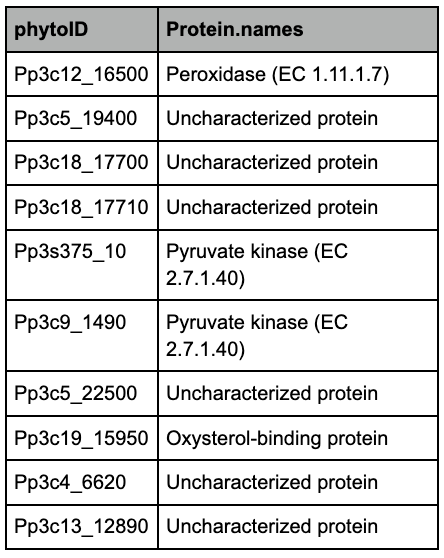 phytoID Protein.names
Pp3c12_16500 Peroxidase (EC 1.11.1.7)
Pp3c5_19400 Uncharacterized protein
Pp3c18_17700 Uncharacterized protein
Pp3c18_17710 Uncharacterized protein
Pp3s375_10 Pyruvate kinase (EC
2.7.1.40)
Pp3c9_1490 Pyruvate kinase (EC
2.7.1.40)
Pp3c5_22500 Uncharacterized protein
Pp3c19_15950 Oxysterol-binding protein
Pp3c4_6620 Uncharacterized protein
Pp3c13_12890 Uncharacterized protein